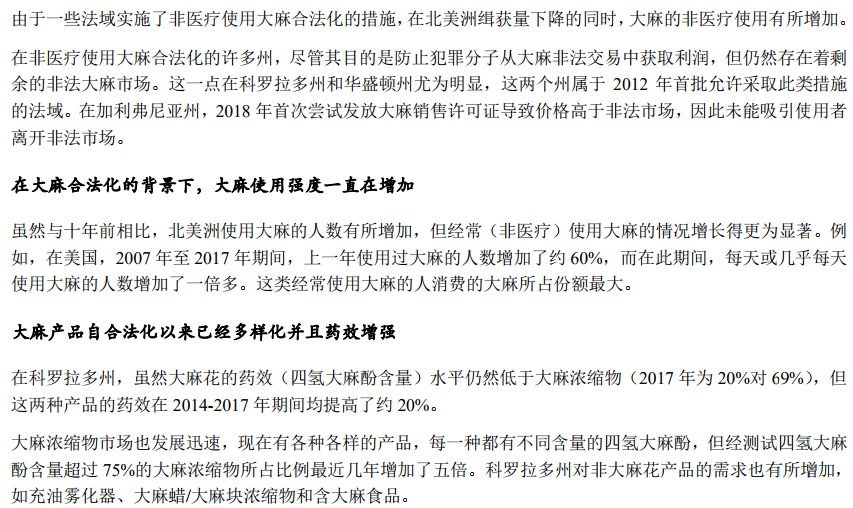 由于一些法域实施了非医疗使用大麻合法化的措施，在北美洲缉获量下降的同时，大麻的非医疗使用有所增加。
在非医疗使用大麻合法化的许多州，尽管其目的是防止犯罪分子从大麻非法交易中获取利润，但仍然存在着剩
余的非法大麻市场。这一点在科罗拉多州和华盛顿州尤为明显，这两个州属于 2012 年首批允许采取此类措施
的法域。在加利弗尼亚州，2018 年首次尝试发放大麻销售许可证导致价格高于非法市场，因此未能吸引使用者
离开非法市场。
在大麻合法化的背景下，大麻使用强度一直在增加
虽然与十年前相比，北美洲使用大麻的人数有所增加，但经常（非医疗）使用大麻的情况增长得更为显著。例
如，在美国，2007 年至 2017 年期间，上一年使用过大麻的人数增加了约 60%，而在此期间，每天或几乎每天
使用大麻的人数增加了一倍多。这类经常使用大麻的人消费的大麻所占份额最大。
大麻产品自合法化以来已经多样化并且药效增强
在科罗拉多州，虽然大麻花的药效（四氢大麻酚含量）水平仍然低于大麻浓缩物（2017 年为 20%对 69%），但
这两种产品的药效在 2014-2017 年期间均提高了约 20%。
大麻浓缩物市场也发展迅速，现在有各种各样的产品，每一种都有不同含量的四氢大麻酚，但经测试四氢大麻
酚含量超过 75%的大麻浓缩物所占比例最近几年增加了五倍。科罗拉多州对非大麻花产品的需求也有所增加，
如充油雾化器、大麻蜡/大麻块浓缩物和含大麻食品。